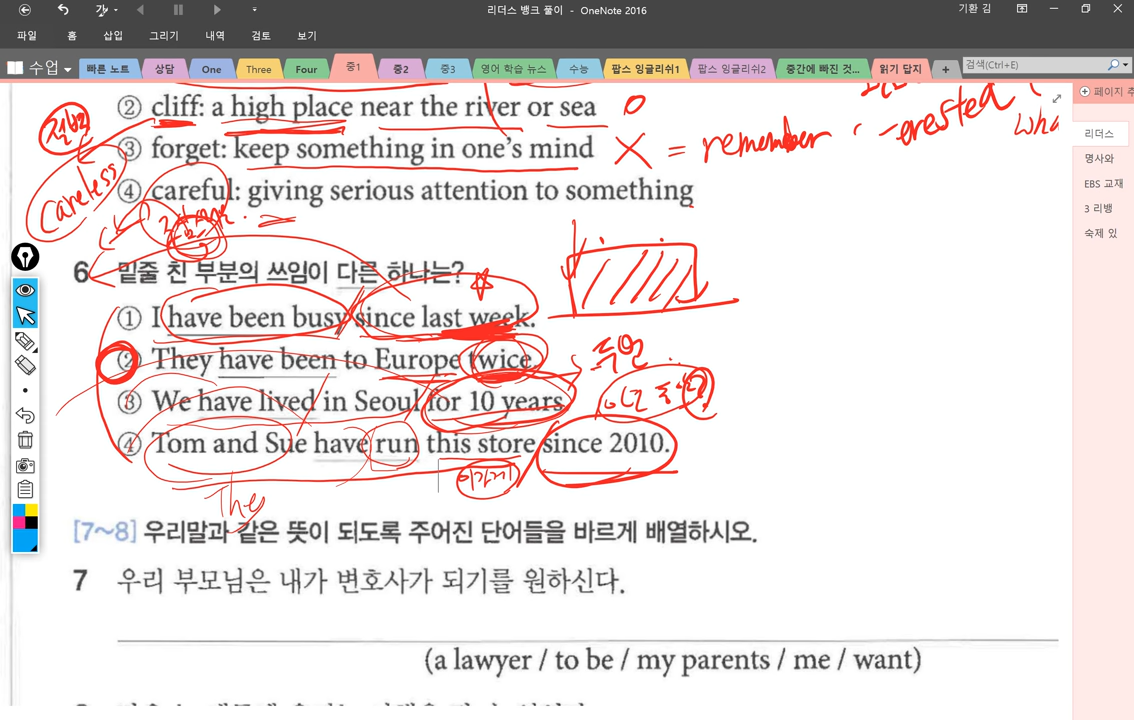 리더스 뱅크 풀이 - OneNote 2016
기환 김
파일 홈 삽입 그리기 내역 검토 보기
수업 빠른 노트 상담 One Three Four 중1 중2 중3 영어 학습 뉴스 수능 팝스 잉글리쉬1 팝스 잉글리쉬2 중간에 빠진 것... 읽기 답지 + 검색(Ctrl+E)
페이지 추
리더스
명사와
EBS 교재
3 리뱅
숙제 있
② cliff: a high place near the river or sea O
절벽
③ forget: keep something in one's mind X = remember
careless
④ careful: giving serious attention to something
6 밑줄 친 부분의 쓰임이 다른 하나는?
① I have been busy since last week.
② They have been to Europe twice.
③ We have lived in Seoul for 10 years.
④ Tom and Sue have run this store since 2010.
이가게
They
[7~8] 우리말과 같은 뜻이 되도록 주어진 단어들을 바르게 배열하시오.
7 우리 부모님은 내가 변호사가 되기를 원하신다.
(a lawyer / to be / my parents / me / want)